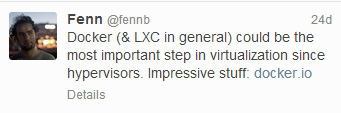 Fenn @fennb 24d
Docker (& LXC in general) could be the
most important step in virtualization since
hypervisors. Impressive stuff: docker.io
Details